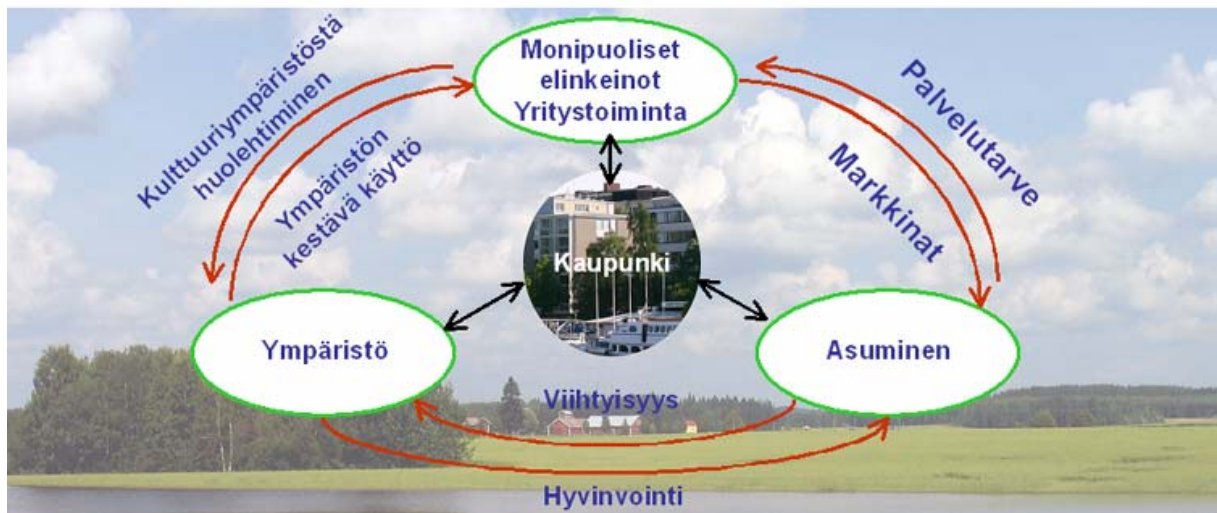 Monipuoliset
elinkeinot
Yritystoiminta
Kulttuuriympäristöstä
huolehtiminen
Ympäristön
kestävä käyttö
Palvelutarve
Markkinat
Kaupunki
Ympäristö
Asuminen
Viihtyisyys
Hyvinvointi